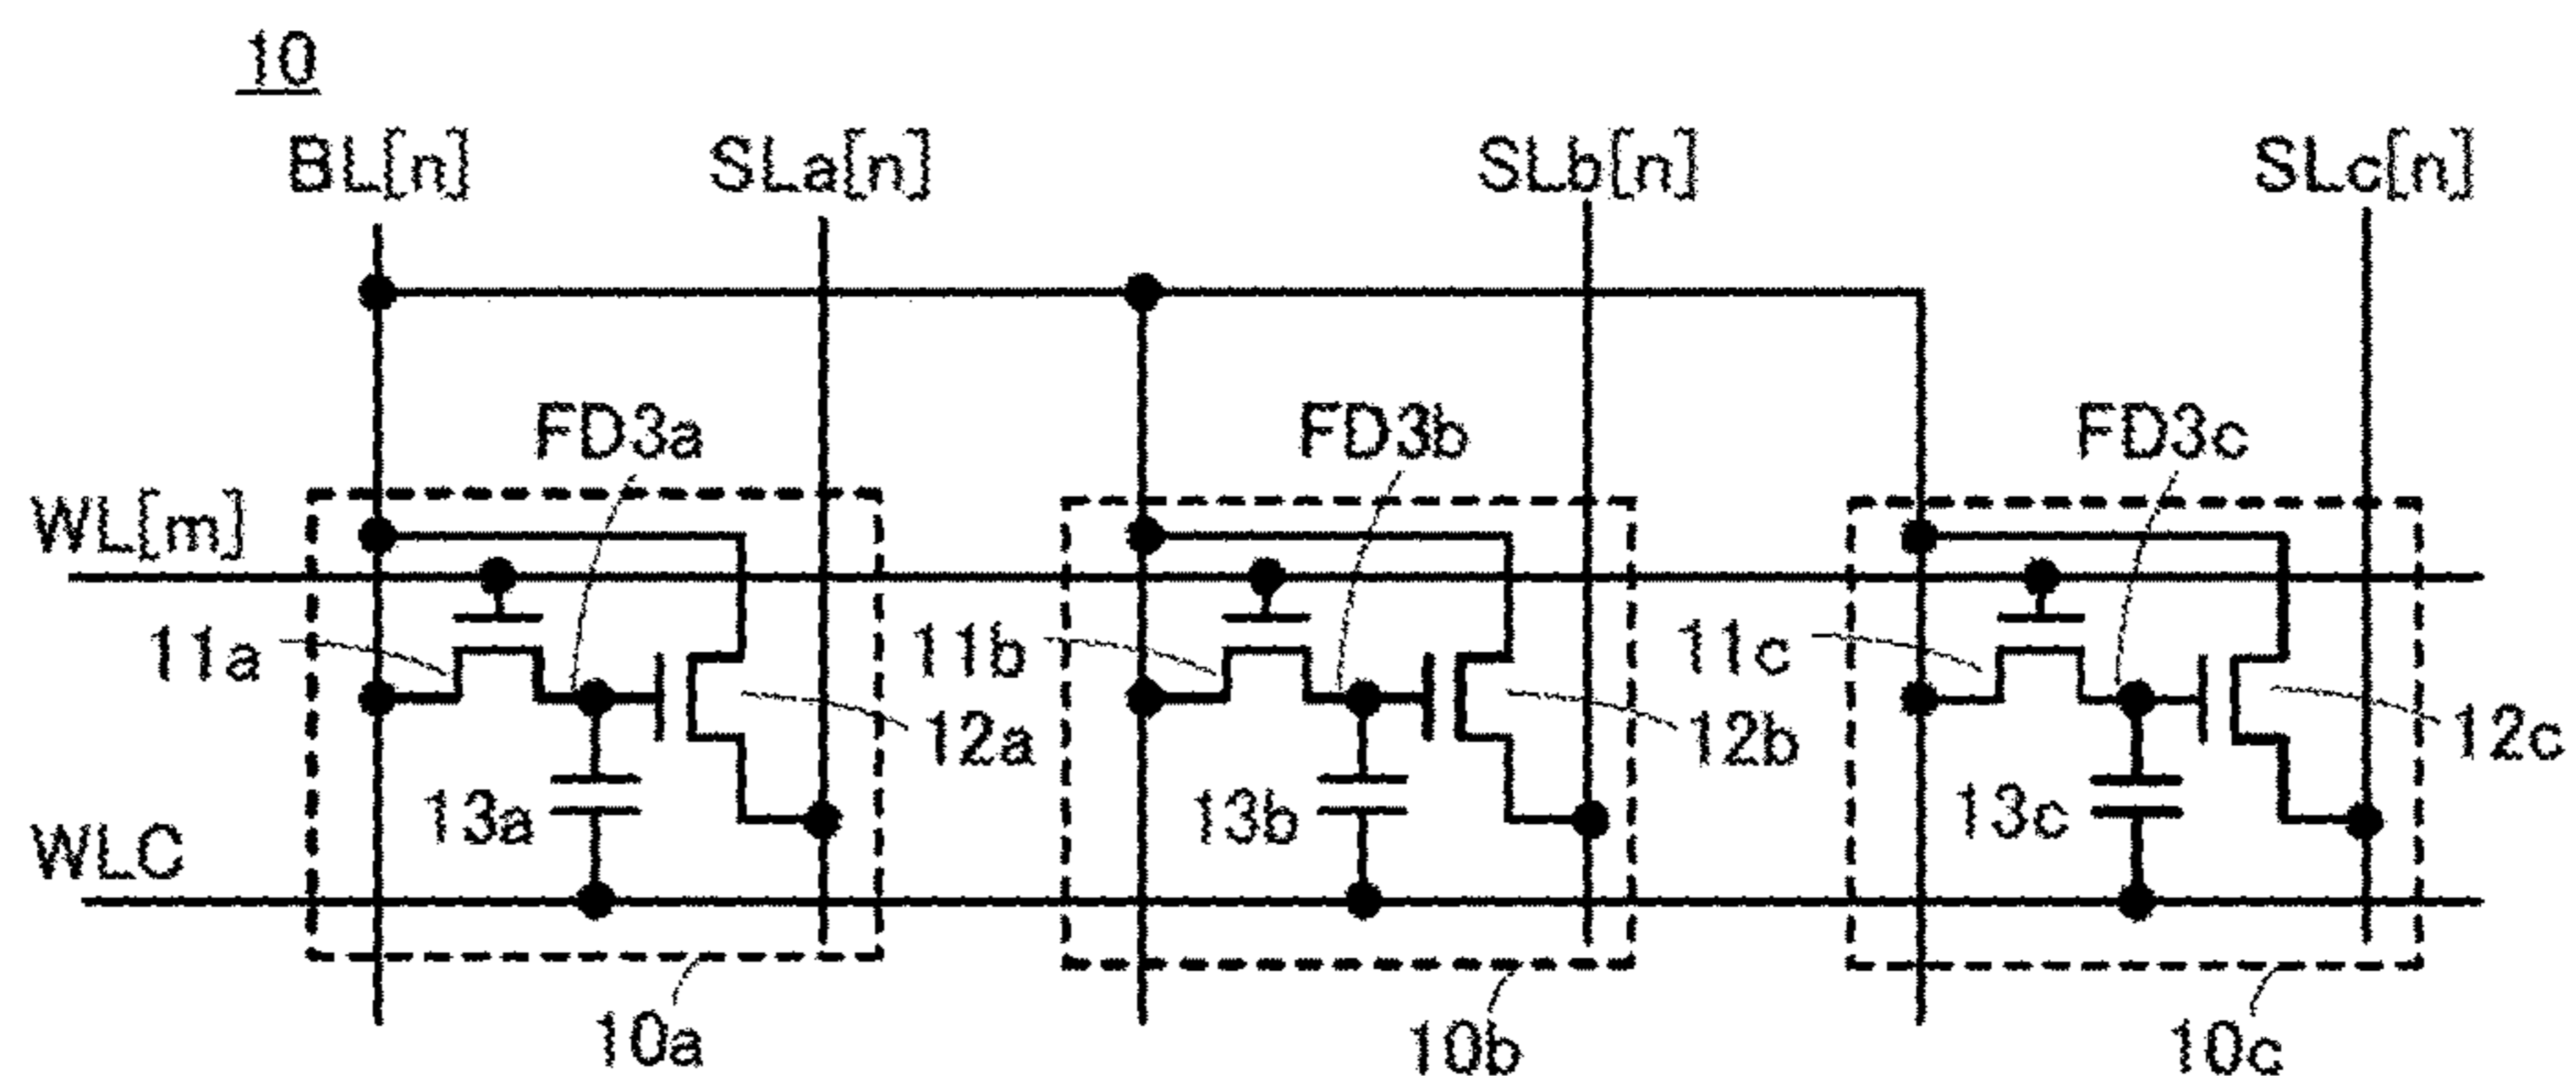 10
BL[n] SLa[n] SLb[n] SLc[n]
FD3a FD3b FD3c
WL[m]
11a 12a 11b 12b 11c 12c
13a 13b 13c
WLC
10a 10b 10c